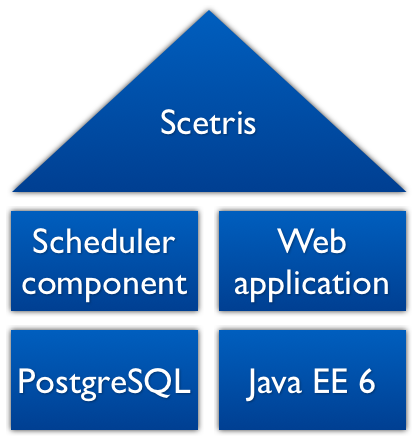 Scetris
Scheduler
component
Web
application
PostgreSQL
Java EE 6